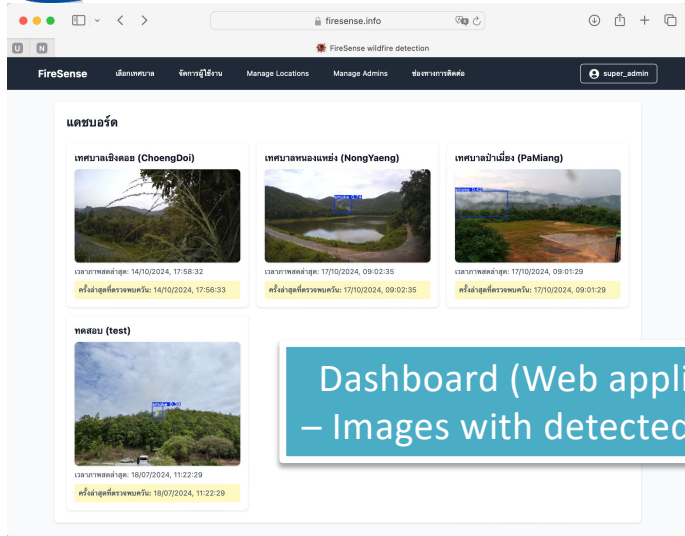 firesense.info
U N FireSense wildfire detection
FireSense เลือกเทศบาล จัดการผู้ใช้งาน Manage Locations Manage Admins ช่องทางการติดต่อ super_admin
แดชบอร์ด
เทศบาลเชิงดอย (ChoengDoi) เทศบาลหนองแหย่ง (NongYaeng) เทศบาลป่าเมี่ยง (PaMiang)
เวลาภาพสดล่าสุด: 14/10/2024, 17:58:32 เวลาภาพสดล่าสุด: 17/10/2024, 09:02:35 เวลาภาพสดล่าสุด: 17/10/2024, 09:01:29
ครั้งล่าสุดที่ตรวจพบควัน: 14/10/2024, 17:56:33 ครั้งล่าสุดที่ตรวจพบควัน: 17/10/2024, 09:02:35 ครั้งล่าสุดที่ตรวจพบควัน: 17/10/2024, 09:01:29
ทดสอบ (test)
Dashboard (Web appli
– Images with detected
เวลาภาพสดล่าสุด: 18/07/2024, 11:22:29
ครั้งล่าสุดที่ตรวจพบควัน: 18/07/2024, 11:22:29